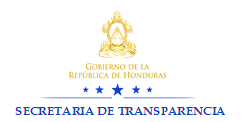 GOBIERNO DE LA
REPÚBLICA DE HONDURAS
SECRETARIA DE TRANSPARENCIA